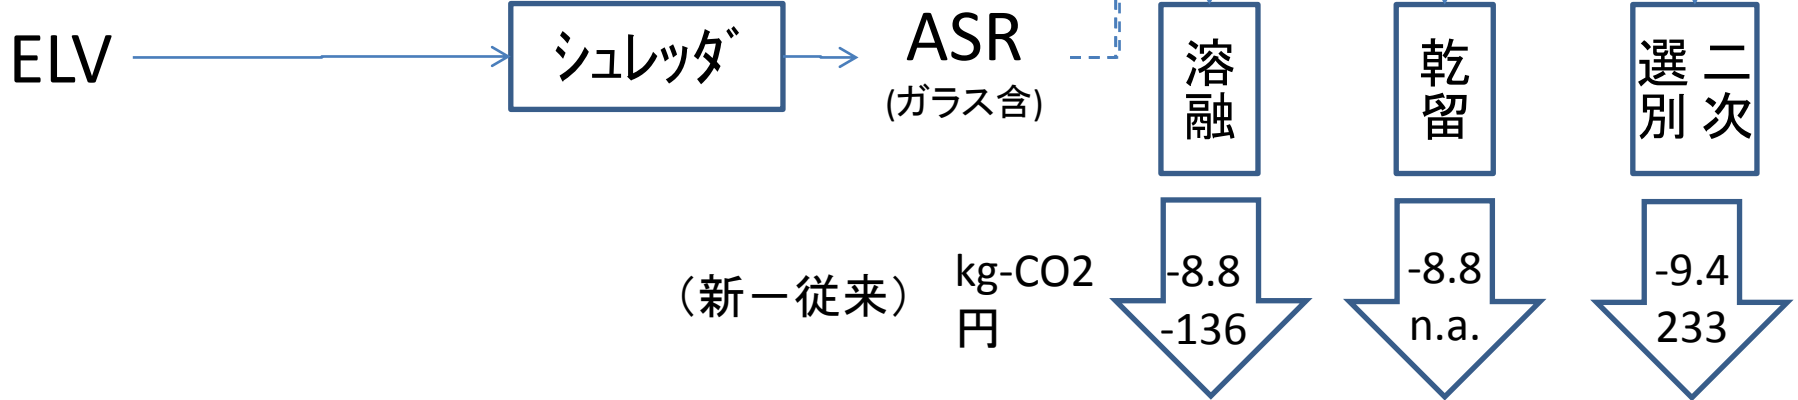 ELV
ｼｭﾚｯﾀﾞ
ASR
(ガラス含)
溶融
乾留
二次
選別
（新－従来）
kg-CO2
円
-8.8
-136
-8.8
n.a.
-9.4
233